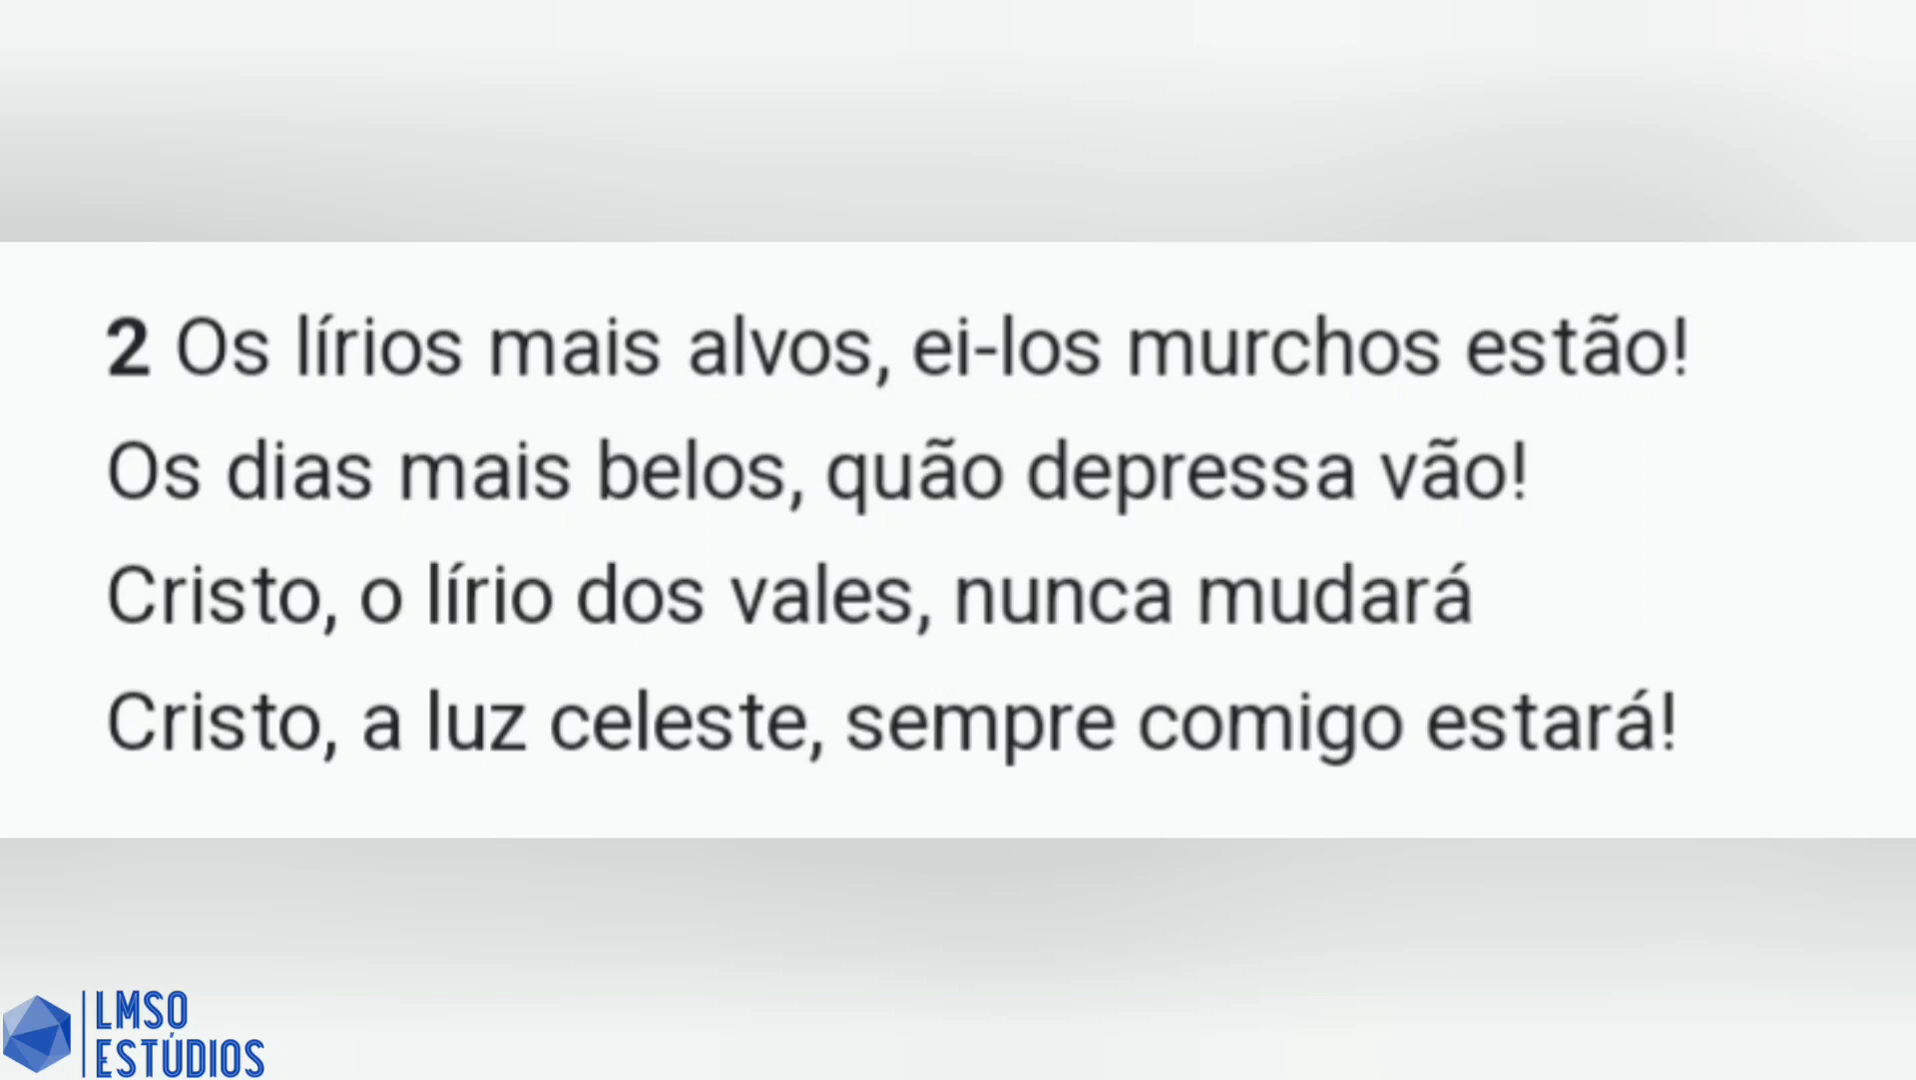 2 Os lírios mais alvos, ei-los murchos estão!
Os dias mais belos, quão depressa vão!
Cristo, o lírio dos vales, nunca mudará
Cristo, a luz celeste, sempre comigo estará!
LMSO
ESTÚDIOS